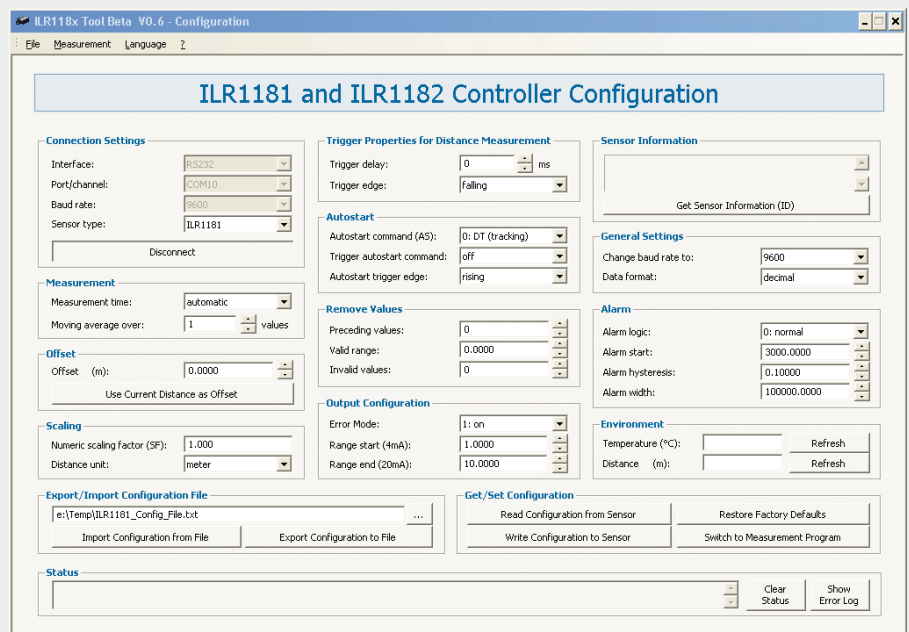 ILR118x Tool Beta V0.6 - Configuration
File Measurement Language ?
ILR1181 and ILR1182 Controller Configuration
Connection Settings
Interface: RS232
Port/channel: COM10
Baud rate: 9600
Sensor type: ILR1181
Disconnect
Measurement
Measurement time: automatic
Moving average over: 1 values
Offset
Offset (m): 0.0000
Use Current Distance as Offset
Scaling
Numeric scaling factor (SF): 1.000
Distance unit: meter
Trigger Properties for Distance Measurement
Trigger delay: 0 ms
Trigger edge: falling
Autostart
Autostart command (AS): 0: DT (tracking)
Trigger autostart command: off
Autostart trigger edge: rising
Remove Values
Preceding values: 0
Valid range: 0.0000
Invalid values: 0
Output Configuration
Error Mode: 1: on
Range start (4mA): 1.0000
Range end (20mA): 10.0000
Sensor Information
Get Sensor Information (ID)
General Settings
Change baud rate to: 9600
Data format: decimal
Alarm
Alarm logic: 0: normal
Alarm start: 3000.0000
Alarm hysteresis: 0.10000
Alarm width: 100000.0000
Environment
Temperature (°C): Refresh
Distance (m): Refresh
Export/Import Configuration File
e:\Temp\ILR1181_Config_File.txt ...
Import Configuration from File Export Configuration to File
Get/Set Configuration
Read Configuration from Sensor Restore Factory Defaults
Write Configuration to Sensor Switch to Measurement Program
Status
Clear Status
Show Error Log